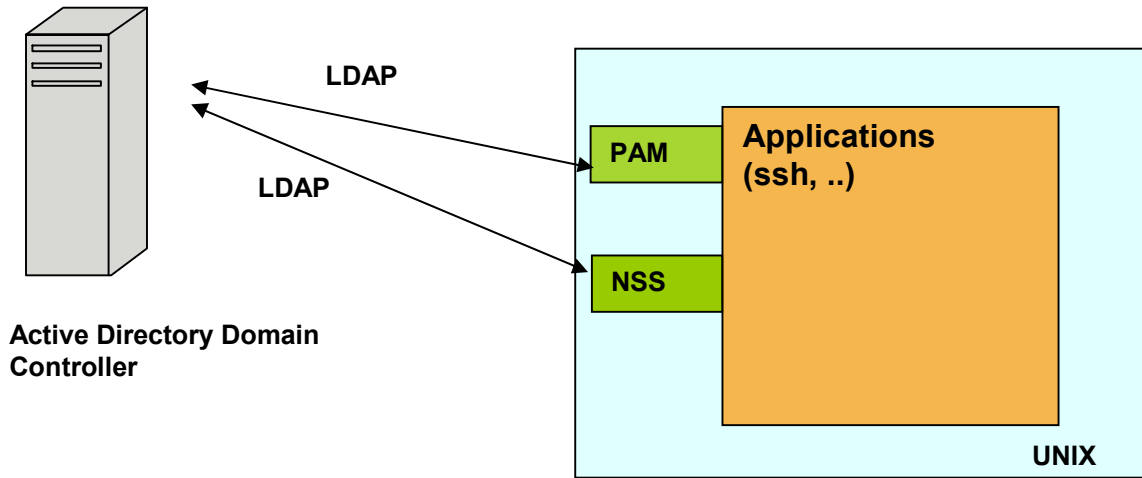 LDAP
LDAP
Active Directory Domain
Controller
PAM
NSS
Applications
(ssh, ..)
UNIX